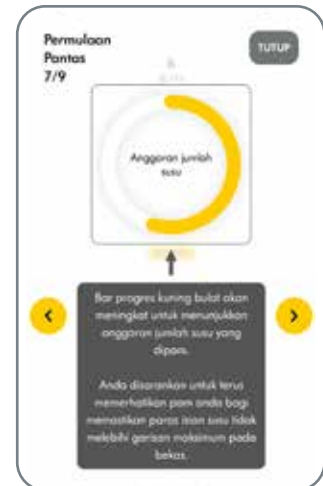 Permulaan
Pantas
7/9
TUTUP
Anggaran jumlah
susu
Bar progres kuning bulat akan
meningkat untuk menunjukkan
anggaran jumlah susu yang
dipam.
Anda disarankan untuk terus
memerhatikan pam anda bagi
memastikan paras isian susu tidak
melebihi garisan maksimum pada
bekas.